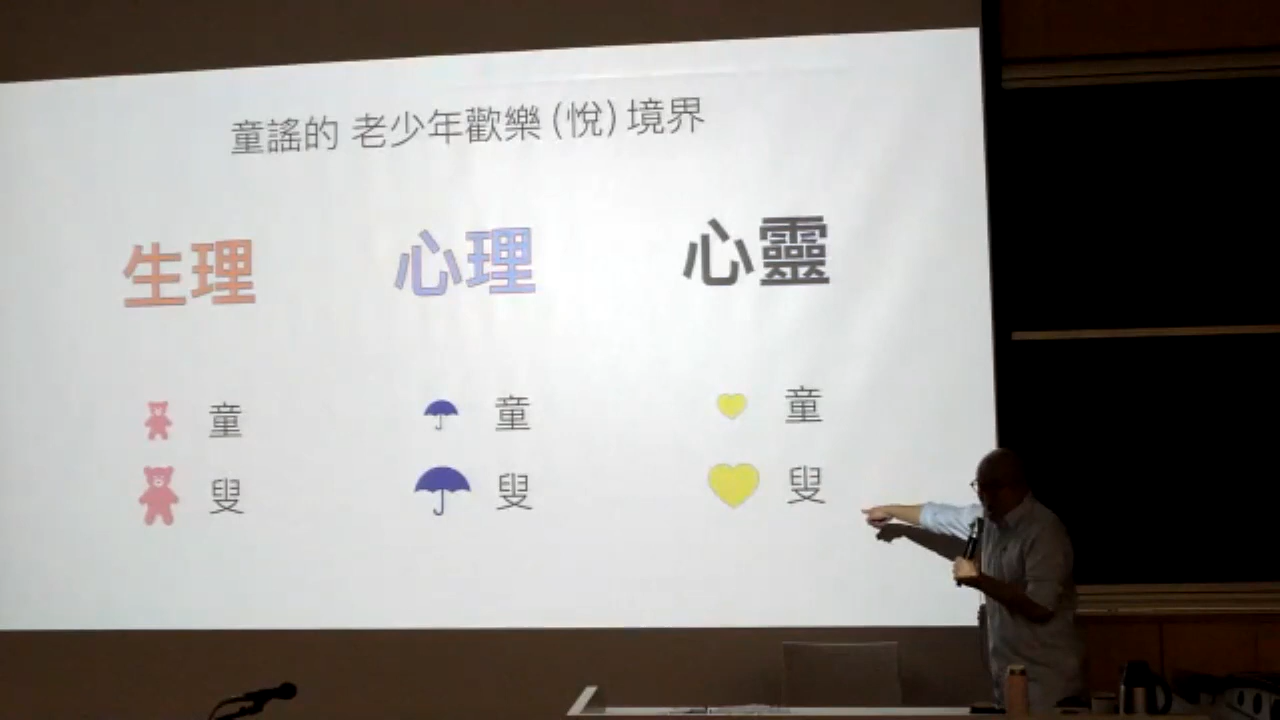 童謠的 老少年歡樂(悅)境界
生理 心理 心靈
童 童 童
叟 叟 叟